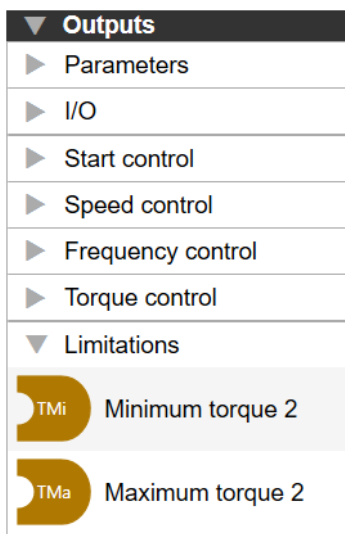 Outputs
Parameters
I/O
Start control
Speed control
Frequency control
Torque control
Limitations
TMi Minimum torque 2
TMa Maximum torque 2